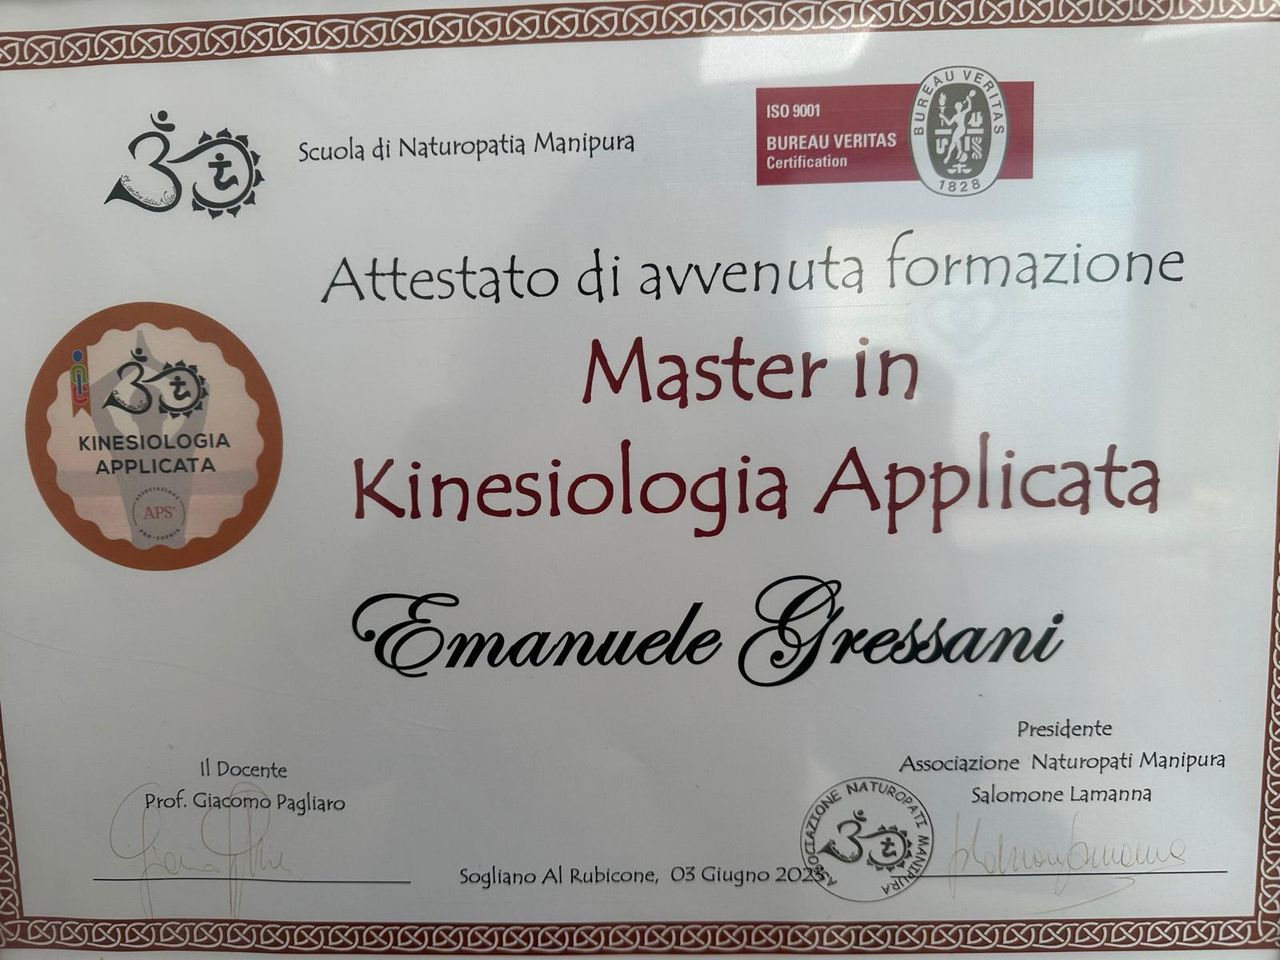 Scuola di Naturopatia Manipura
ISO 9001
BUREAU VERITAS
Certification
BUREAU VERITAS
1828
Attestato di avvenuta formazione
Master in
Kinesiologia Applicata
KINESIOLOGIA
APPLICATA
ASSOCIAZIONE
APS
Emanuele Gressani
Il Docente
Prof. Giacomo Pagliaro
Presidente
Associazione Naturopati Manipura
Salomone Lamanna
ASSOCIAZIONE NATUROPATI MANIPURA
Sogliano Al Rubicone, 03 Giugno 2023